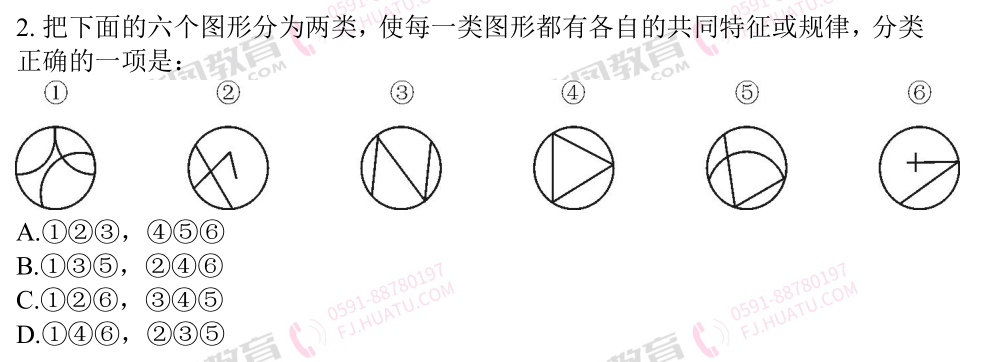 2. 把下面的六个图形分为两类，使每一类图形都有各自的共同特征或规律，分类
正确的一项是：
① ② ③ ④ ⑤ ⑥
A.①②③，④⑤⑥
B.①③⑤，②④⑥
C.①②⑥，③④⑤
D.①④⑥，②③⑤
0591-88780197
FJ.HUATU.COM
0591-88780197
FJ.HUATU.COM